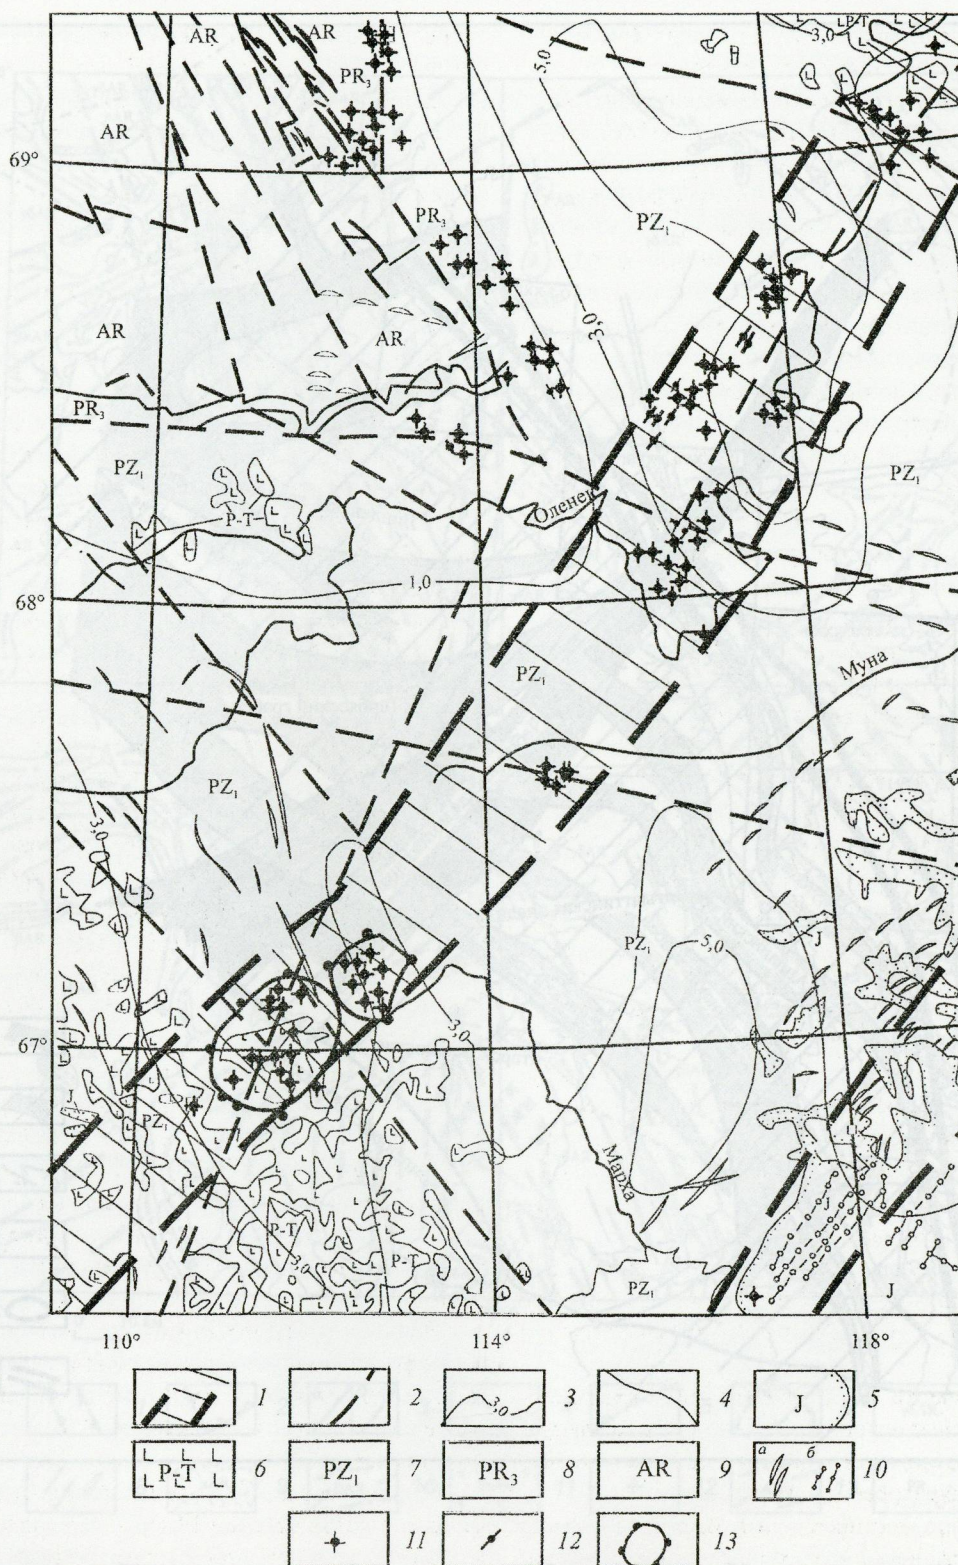 AR
AR
P-T
3,0
5,0
PR₃
AR
69°
PR₃
PZ₁
3,0
AR
AR
PR₃
PZ₁
PZ₁
P-T
Оленек
1,0
68°
PZ₁
Муна
PZ₁
3,0
PZ₁
J
5,0
3,0
67°
J
PZ₁
Марха
P-T
3,0
P-T
PZ₁
J
110°
114°
118°
1
2
3,0
3
4
J
5
P-T
6
PZ₁
7
PR₃
8
AR
9
а
б
10
11
12
13